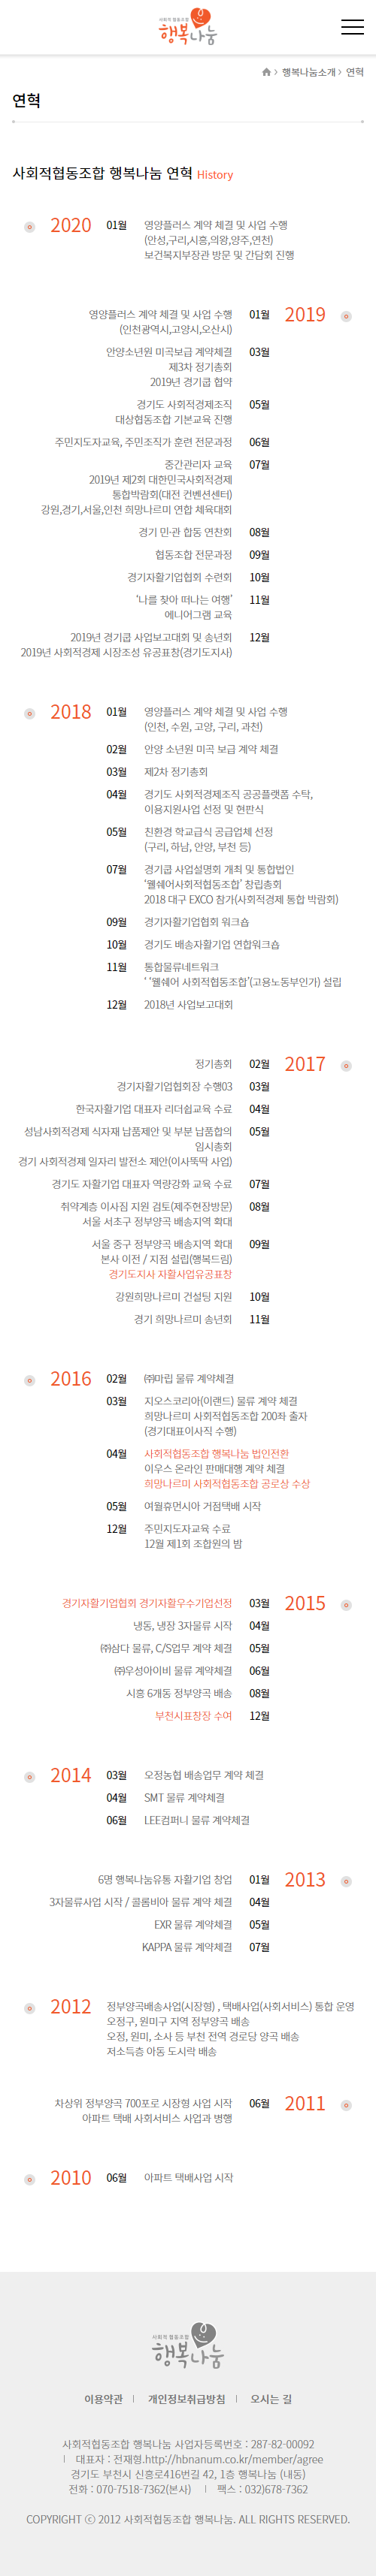 사회적 협동조합
행복나눔
행복나눔소개 > 연혁
연혁
사회적협동조합 행복나눔 연혁 History
2020 01월 영양플러스 계약 체결 및 사업 수행
(안성,구리,시흥,의왕,양주,연천)
보건복지부장관 방문 및 간담회 진행
영양플러스 계약 체결 및 사업 수행 01월 2019
(인천광역시,고양시,오산시)
안양소년원 미곡보급 계약체결 03월
제3차 정기총회
2019년 경기쿱 협약
경기도 사회적경제조직 05월
대상협동조합 기본교육 진행
주민지도자교육, 주민조직가 훈련 전문과정 06월
중간관리자 교육 07월
2019년 제2회 대한민국사회적경제
통합박람회(대전 컨벤션센터)
강원,경기,서울,인천 희망나르미 연합 체육대회
경기 민·관 합동 연찬회 08월
협동조합 전문과정 09월
경기자활기업협회 수련회 10월
'나를 찾아 떠나는 여행' 11월
에니어그램 교육
2019년 경기쿱 사업보고대회 및 송년회 12월
2019년 사회적경제 시장조성 유공표창(경기도지사)
2018 01월 영양플러스 계약 체결 및 사업 수행
(인천, 수원, 고양, 구리, 과천)
02월 안양 소년원 미곡 보급 계약 체결
03월 제2차 정기총회
04월 경기도 사회적경제조직 공공플랫폼 수탁,
이용지원사업 선정 및 현판식
05월 친환경 학교급식 공급업체 선정
(구리, 하남, 안양, 부천 등)
07월 경기쿱 사업설명회 개최 및 통합법인
'웰쉐어사회적협동조합' 창립총회
2018 대구 EXCO 참가(사회적경제 통합 박람회)
09월 경기자활기업협회 워크숍
10월 경기도 배송자활기업 연합워크숍
11월 통합물류네트워크
' '웰쉐어 사회적협동조합'(고용노동부인가) 설립
12월 2018년 사업보고대회
정기총회 02월 2017
경기자활기업협회장 수행03 03월
한국자활기업 대표자 리더쉽교육 수료 04월
성남사회적경제 식자재 납품제안 및 부분 납품합의 05월
임시총회
경기 사회적경제 일자리 발전소 제안(이사뚝딱 사업)
경기도 자활기업 대표자 역량강화 교육 수료 07월
취약계층 이사짐 지원 검토(제주현장방문) 08월
서울 서초구 정부양곡 배송지역 확대
서울 중구 정부양곡 배송지역 확대 09월
본사 이전 / 지점 설립(행복드림)
경기도지사 자활사업유공표창
강원희망나르미 건설팅 지원 10월
경기 희망나르미 송년회 11월
2016 02월 ㈜마립 물류 계약체결
03월 지오스코리아(이랜드) 물류 계약 체결
희망나르미 사회적협동조합 200좌 출자
(경기대표이사직 수행)
04월 사회적협동조합 행복나눔 법인전환
이우스 온라인 판매대행 계약 체결
희망나르미 사회적협동조합 공로상 수상
05월 여월휴먼시아 거점택배 시작
12월 주민지도자교육 수료
12월 제1회 조합원의 밤
경기자활기업협회 경기자활우수기업선정 03월 2015
냉동, 냉장 3자물류 시작 04월
㈜삼다 물류, C/S업무 계약 체결 05월
㈜우성아이비 물류 계약체결 06월
시흥 6개동 정부양곡 배송 08월
부천시표창장 수여 12월
2014 03월 오정농협 배송업무 계약 체결
04월 SMT 물류 계약체결
06월 LEE컴퍼니 물류 계약체결
6명 행복나눔유통 자활기업 창업 01월 2013
3자물류사업 시작 / 콜롬비아 물류 계약 체결 04월
EXR 물류 계약체결 05월
KAPPA 물류 계약체결 07월
2012 정부양곡배송사업(시장형) , 택배사업(사회서비스) 통합 운영
오정구, 원미구 지역 정부양곡 배송
오정, 원미, 소사 등 부천 전역 경로당 양곡 배송
저소득층 아동 도시락 배송
차상위 정부양곡 700포로 시장형 사업 시작 06월 2011
아파트 택배 사회서비스 사업과 병행
2010 06월 아파트 택배사업 시작
사회적 협동조합
행복나눔
이용약관 | 개인정보취급방침 | 오시는 길
사회적협동조합 행복나눔 사업자등록번호 : 287-82-00092
| 대표자 : 전재형.http://hbnanum.co.kr/member/agree
경기도 부천시 신흥로416번길 42, 1층 행복나눔 (내동)
전화 : 070-7518-7362(본사) | 팩스 : 032)678-7362
COPYRIGHT ⓒ 2012 사회적협동조합 행복나눔. ALL RIGHTS RESERVED.